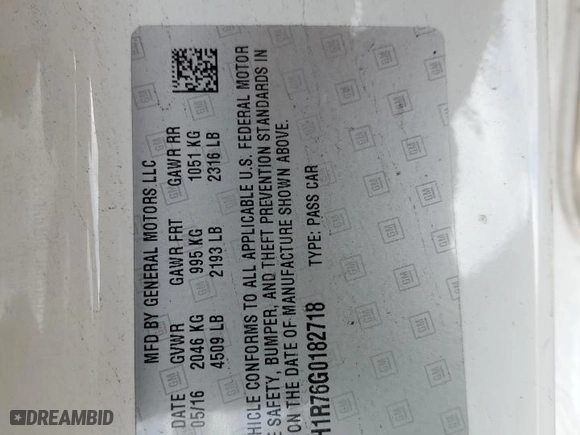 MFD BY GENERAL MOTORS LLC
DATE GVWR GAWR FRT GAWR RR
05/16 2046 KG 995 KG 1051 KG
4509 LB 2193 LB 2316 LB
HICLE CONFORMS TO ALL APPLICABLE U.S. FEDERAL MOTOR
E SAFETY, BUMPER, AND THEFT PREVENTION STANDARDS IN
ON THE DATE OF MANUFACTURE SHOWN ABOVE.
H1R76G0182718 TYPE: PASS CAR
DREAMBID